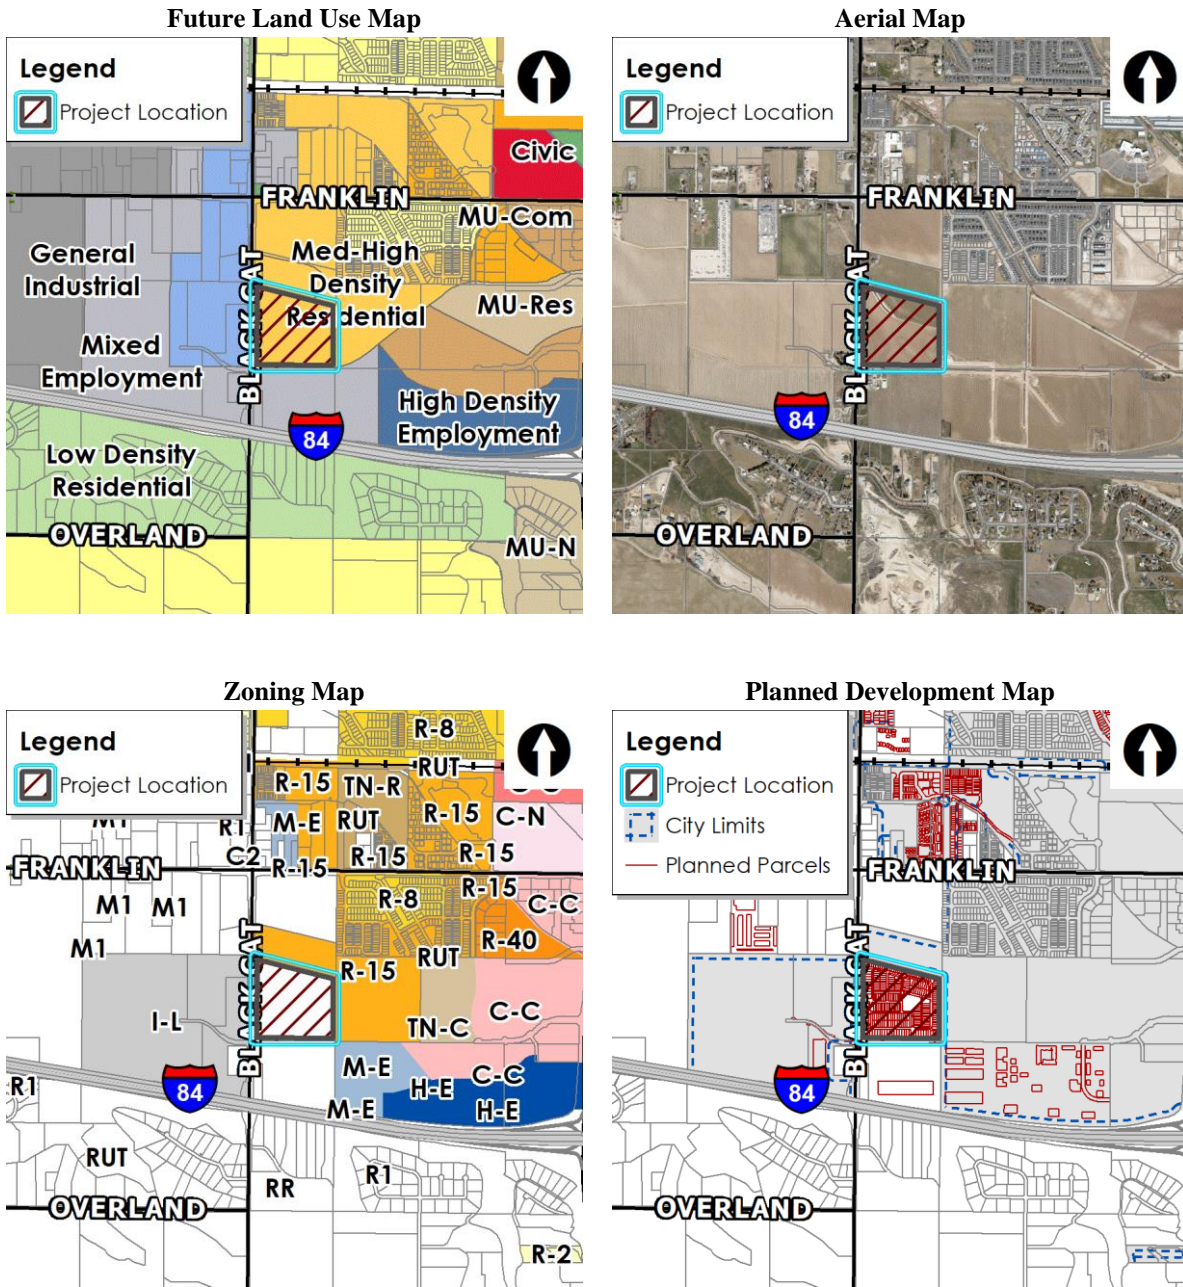 Future Land Use Map
Legend
Project Location
Civic
FRANKLIN
MU-Com
General
Industrial
Med-High
Density
Residential
MU-Res
BLACK CAT
Mixed
Employment
High Density
Employment
84
Low Density
Residential
OVERLAND
MU-N
Aerial Map
Legend
Project Location
FRANKLIN
BLACK CAT
84
OVERLAND
Zoning Map
Legend
Project Location
R-8
RUT
R-15
TN-R
M1
R1
M-E
RUT
R-15
C-N
C2
R-15
R-15
R-15
FRANKLIN
R-15
R-8
M1
M1
C-C
M1
BLACK CAT
R-40
RUT
R-15
I-L
TN-C
C-C
M-E
C-C
R1
84
H-E
M-E
H-E
RUT
R1
RR
OVERLAND
R-2
Planned Development Map
Legend
Project Location
City Limits
Planned Parcels
FRANKLIN
BLACK CAT
84
OVERLAND